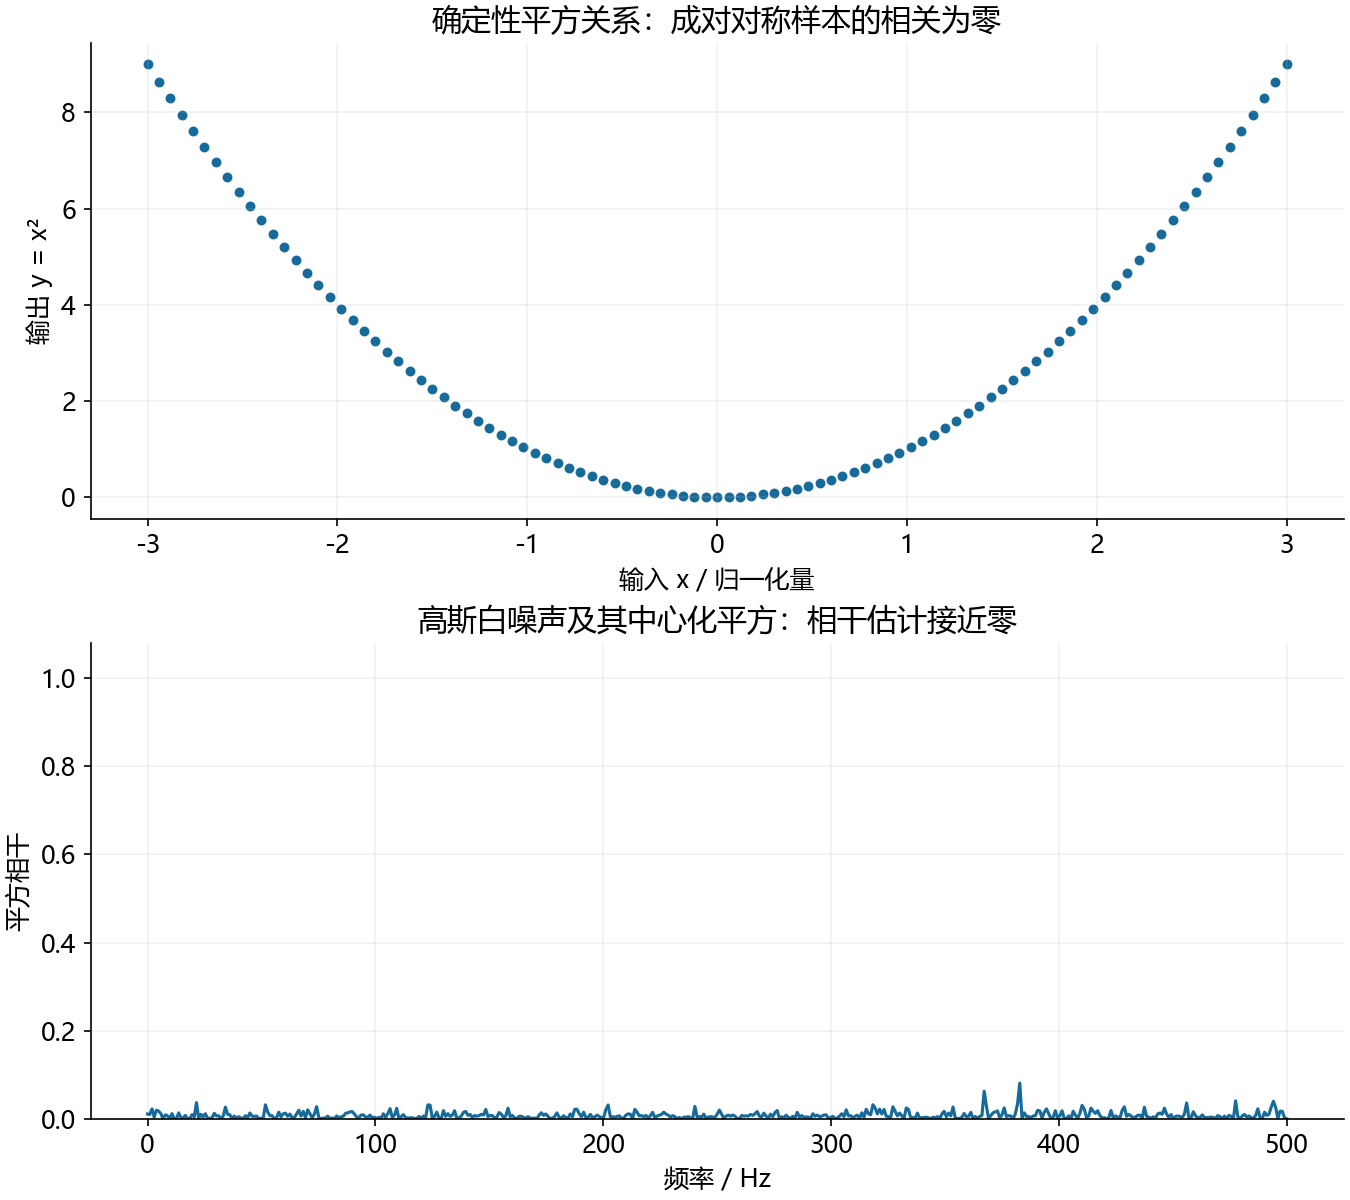 确定性平方关系：成对对称样本的相关为零
8
6
4
2
0
输出 y = x²
-3 -2 -1 0 1 2 3
输入 x / 归一化量
高斯白噪声及其中心化平方：相干估计接近零
1.0
0.8
0.6
0.4
0.2
0.0
平方相干
0 100 200 300 400 500
频率 / Hz